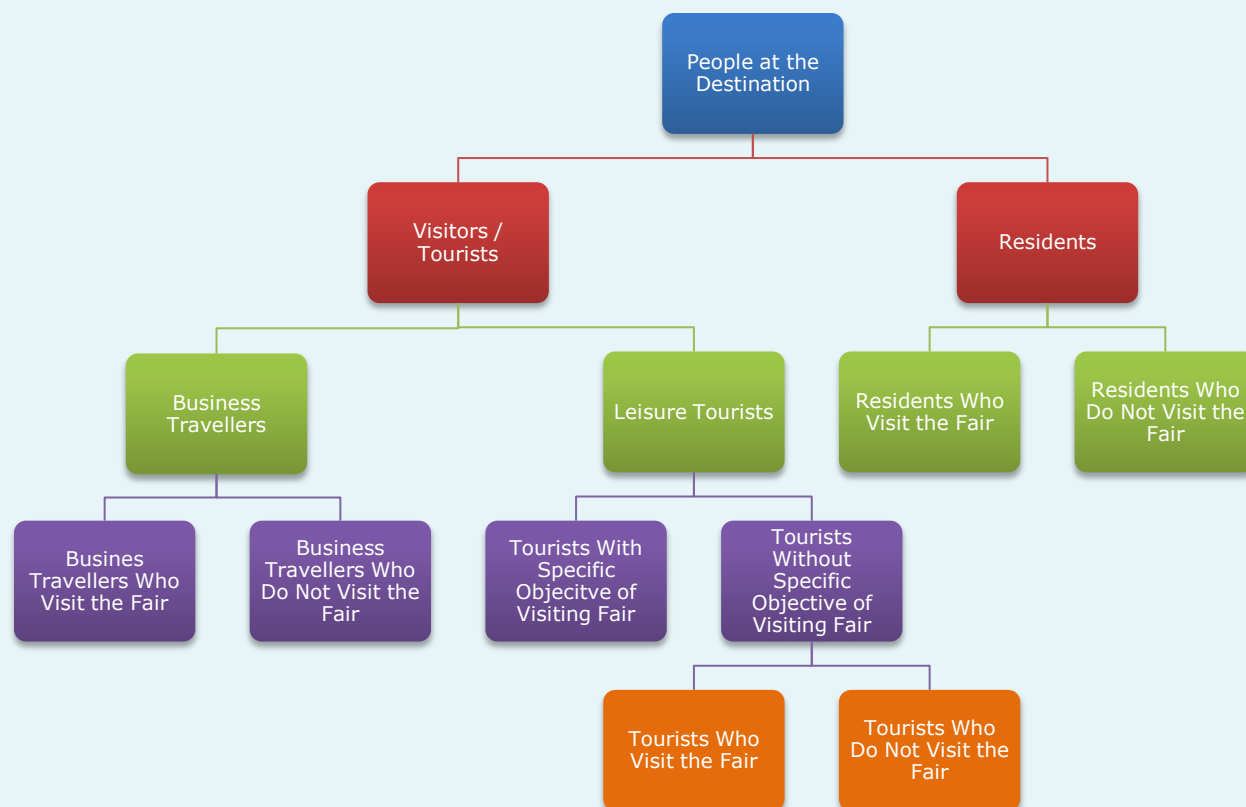 People at the
Destination
Visitors /
Tourists
Residents
Business
Travellers
Leisure Tourists
Residents Who
Visit the Fair
Residents Who
Do Not Visit the
Fair
Busines
Travellers Who
Visit the Fair
Business
Travellers Who
Do Not Visit the
Fair
Tourists With
Specific
Objecitve of
Visiting Fair
Tourists
Without
Specific
Objective of
Visiting Fair
Tourists Who
Visit the Fair
Tourists Who
Do Not Visit the
Fair